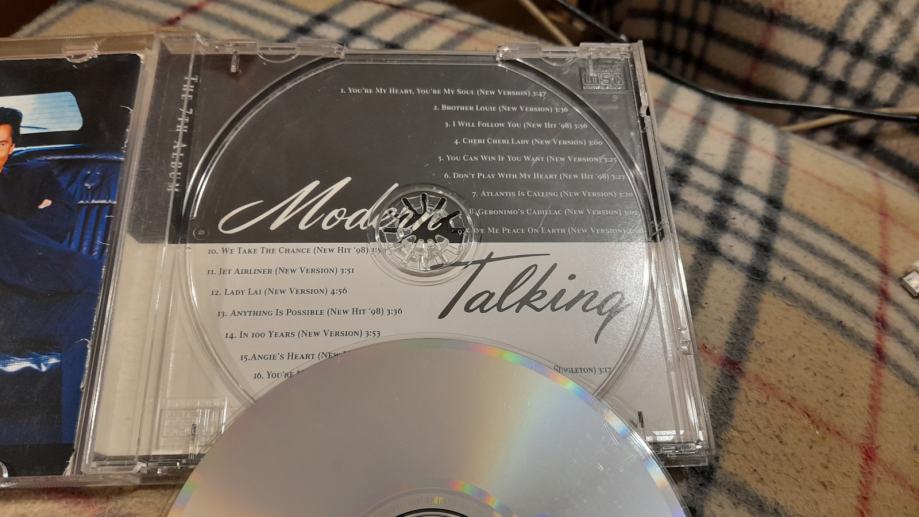 THE 7TH ALBUM
1. You're My Heart, You're My Soul (New Version) 3:47
2. Brother Louie (New Version) 3:36
3. I Will Follow You (New Hit '98)
4. Cheri Cheri Lady (New Version)
5. You Can Win If You Want (New Version)
6. Don't Play With My Heart (New Hit '98)
7. Atlantis Is Calling (New Version)
8. Geronimo's Cadillac (New Version)
Me Peace On Earth (New Version)
Modern
10. We Take The Chance (New Hit '98)
11. Jet Airliner (New Version) 3:51
12. Lady Lai (New Version) 4:56
Talking
13. Anything Is Possible (New Hit '98) 3:36
14. In 100 Years (New Version) 3:53
15. Angie's Heart
16. You're Singleton) 3:17